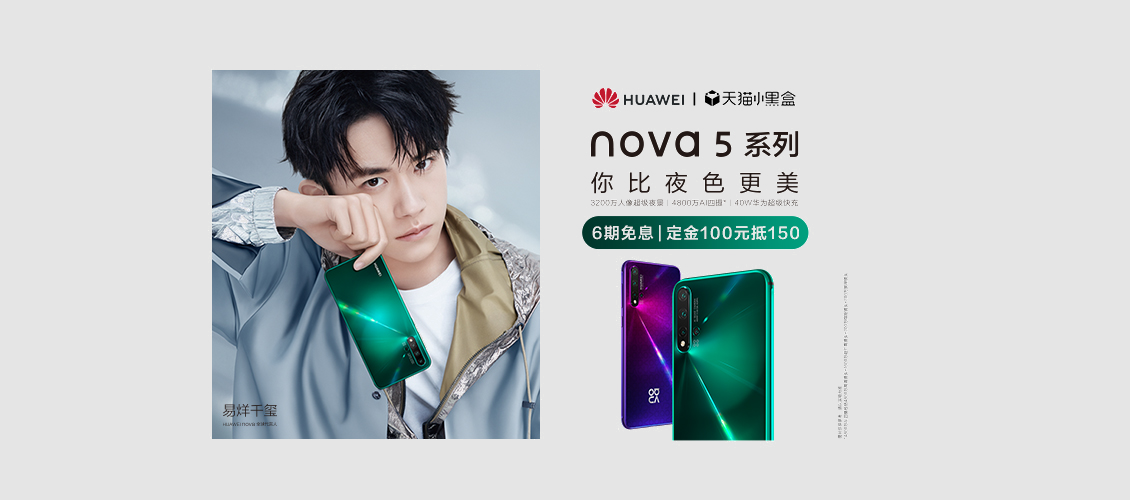 HUAWEI | 天猫小黑盒
nova 5 系列
你比夜色更美
3200万人像超级夜景 | 4800万AI四摄* | 40W华为超级快充
6期免息 | 定金100元抵150
HUAWEI
易烊千玺
HUAWEI nova